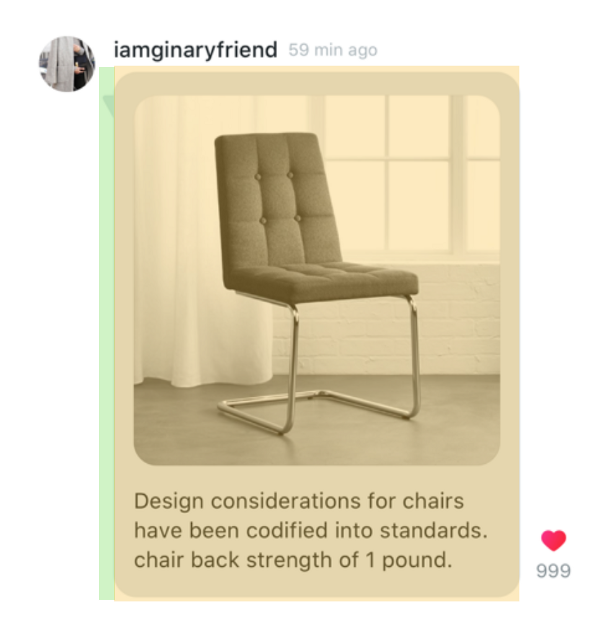 iamginaryfriend 59 min ago
Design considerations for chairs
have been codified into standards.
chair back strength of 1 pound.
999